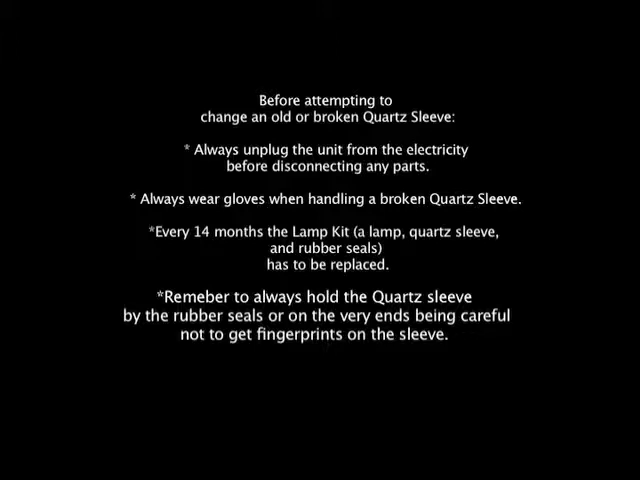 Before attempting to
change an old or broken Quartz Sleeve:
* Always unplug the unit from the electricity
before disconnecting any parts.
* Always wear gloves when handling a broken Quartz Sleeve.
*Every 14 months the Lamp Kit (a lamp, quartz sleeve,
and rubber seals)
has to be replaced.
*Remeber to always hold the Quartz sleeve
by the rubber seals or on the very ends being careful
not to get fingerprints on the sleeve.